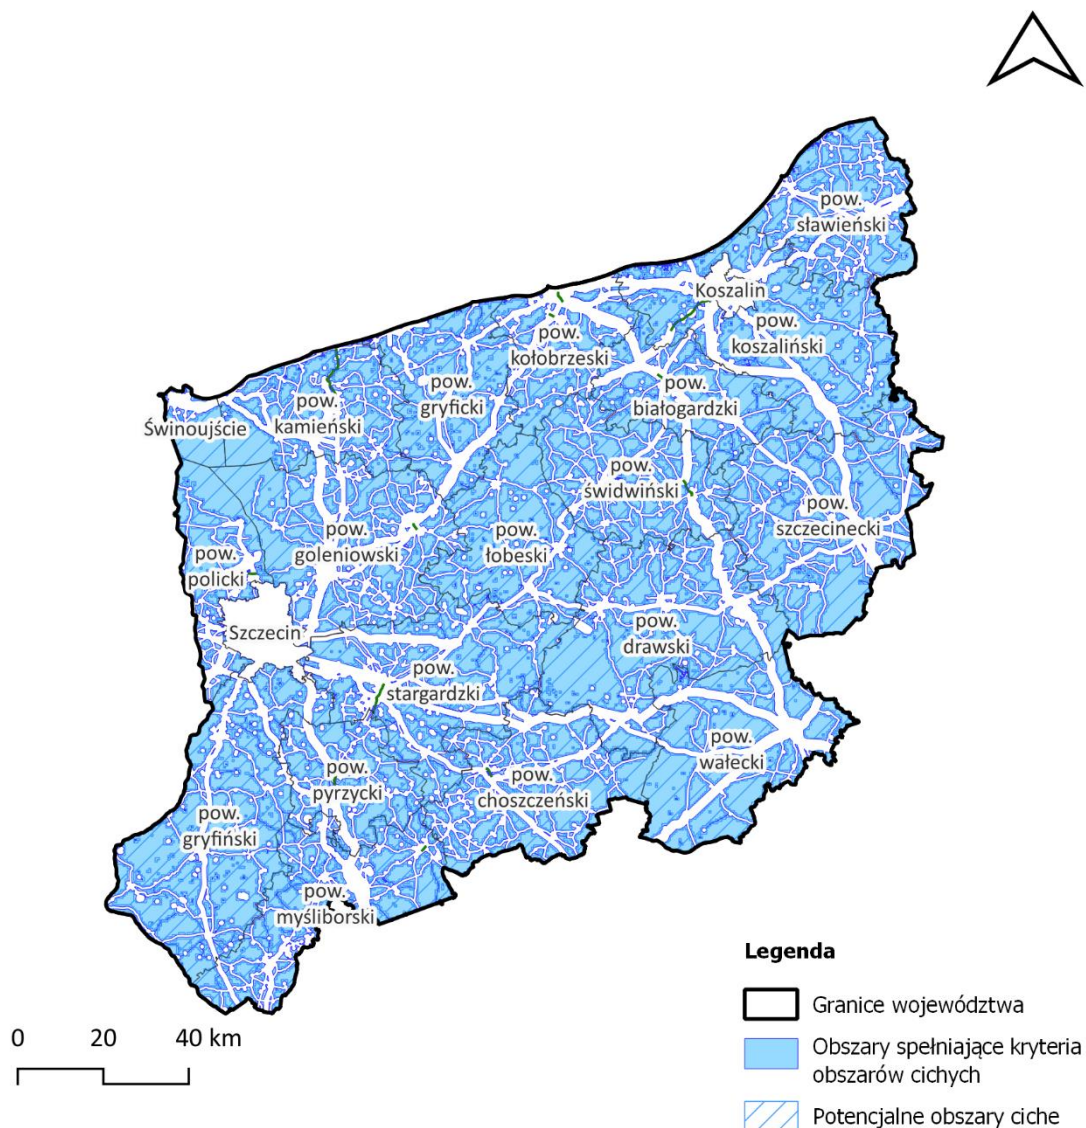 pow.
sławieński
Koszalin
pow.
koszaliński
pow.
kołobrzeski
pow.
gryficki
pow.
białogardzki
pow.
kamieński
Świnoujście
pow.
świdwiński
pow.
szczecinecki
pow.
łobeski
pow.
goleniowski
pow.
policki
Szczecin
pow.
drawski
pow.
stargardzki
pow.
wałecki
pow.
pyrzycki
pow.
choszczeński
pow.
gryfiński
pow.
myśliborski
Legenda
Granice województwa
Obszary spełniające kryteria
obszarów cichych
Potencjalne obszary ciche
0 20 40 km